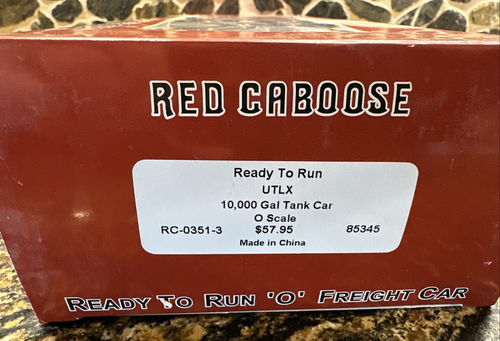 RED CABOOSE
Ready To Run
UTLX
10,000 Gal Tank Car
O Scale
RC-0351-3 $57.95 85345
Made in China
READY TO RUN 'O' FREIGHT CAR